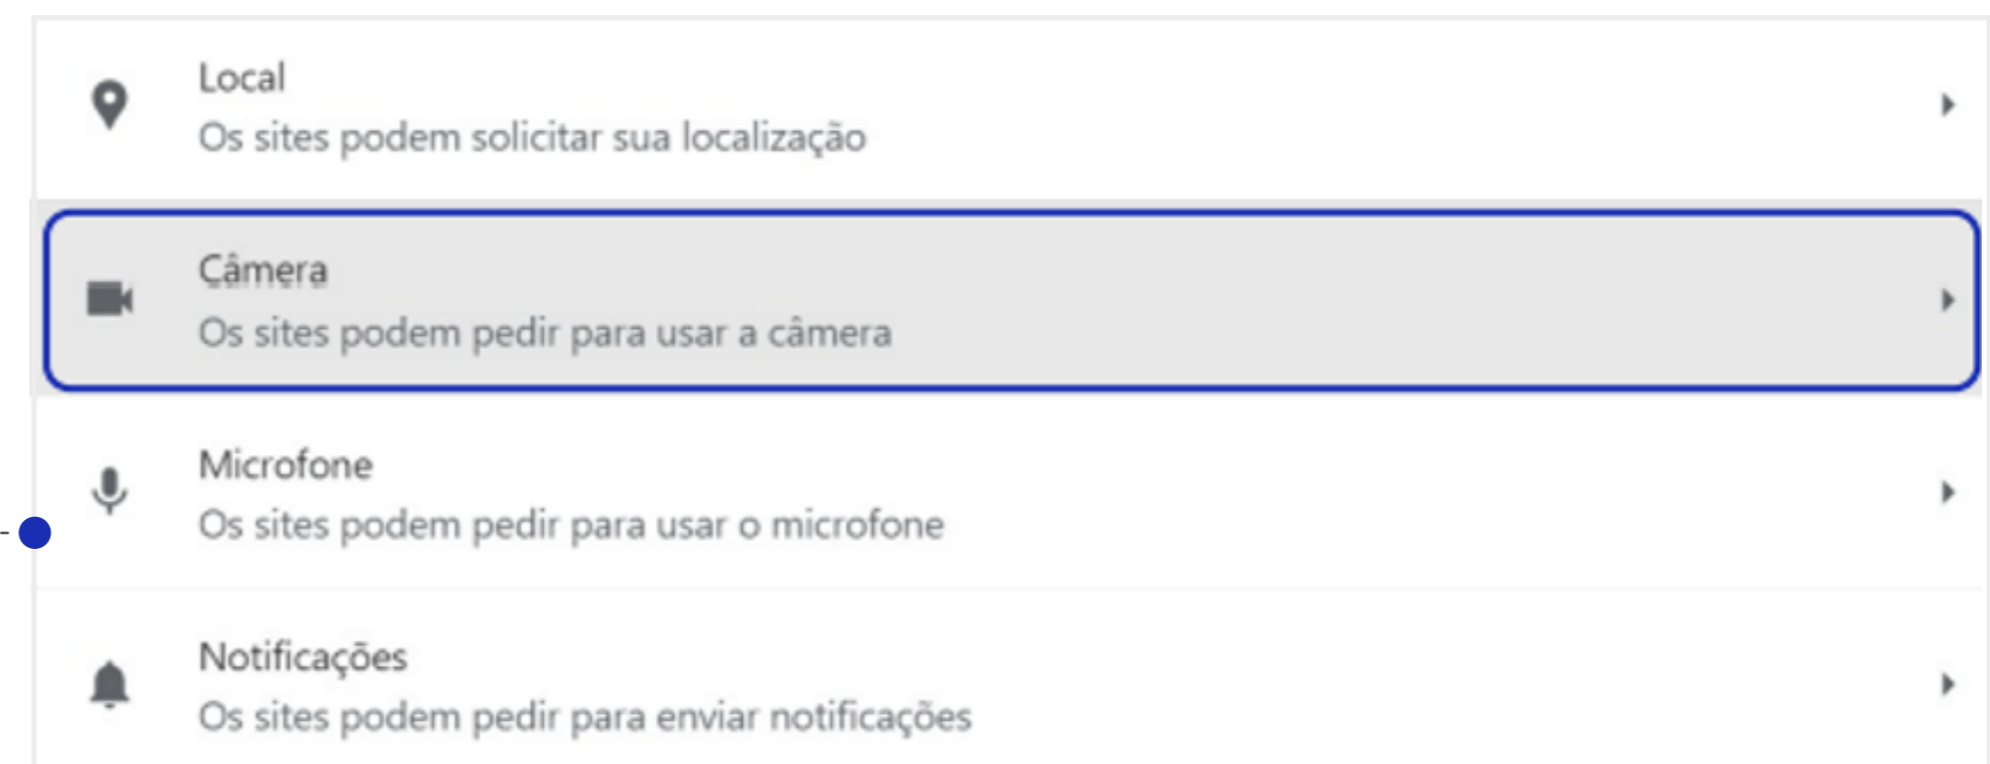 Local
Os sites podem solicitar sua localização
Câmera
Os sites podem pedir para usar a câmera
Microfone
Os sites podem pedir para usar o microfone
Notificações
Os sites podem pedir para enviar notificações